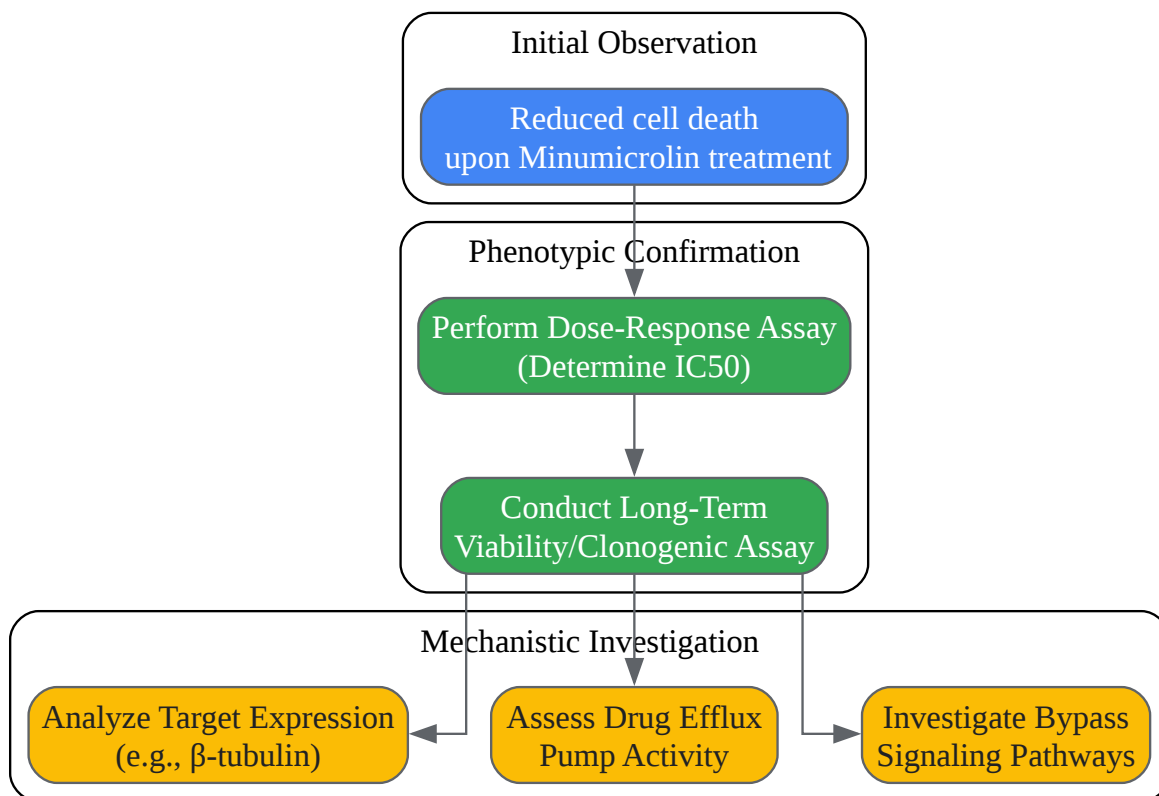 Initial Observation
Reduced cell death
upon Minumicrolin treatment
Phenotypic Confirmation
Perform Dose-Response Assay
(Determine IC50)
Conduct Long-Term
Viability/Clonogenic Assay
Mechanistic Investigation
Analyze Target Expression
(e.g., β-tubulin)
Assess Drug Efflux
Pump Activity
Investigate Bypass
Signaling Pathways